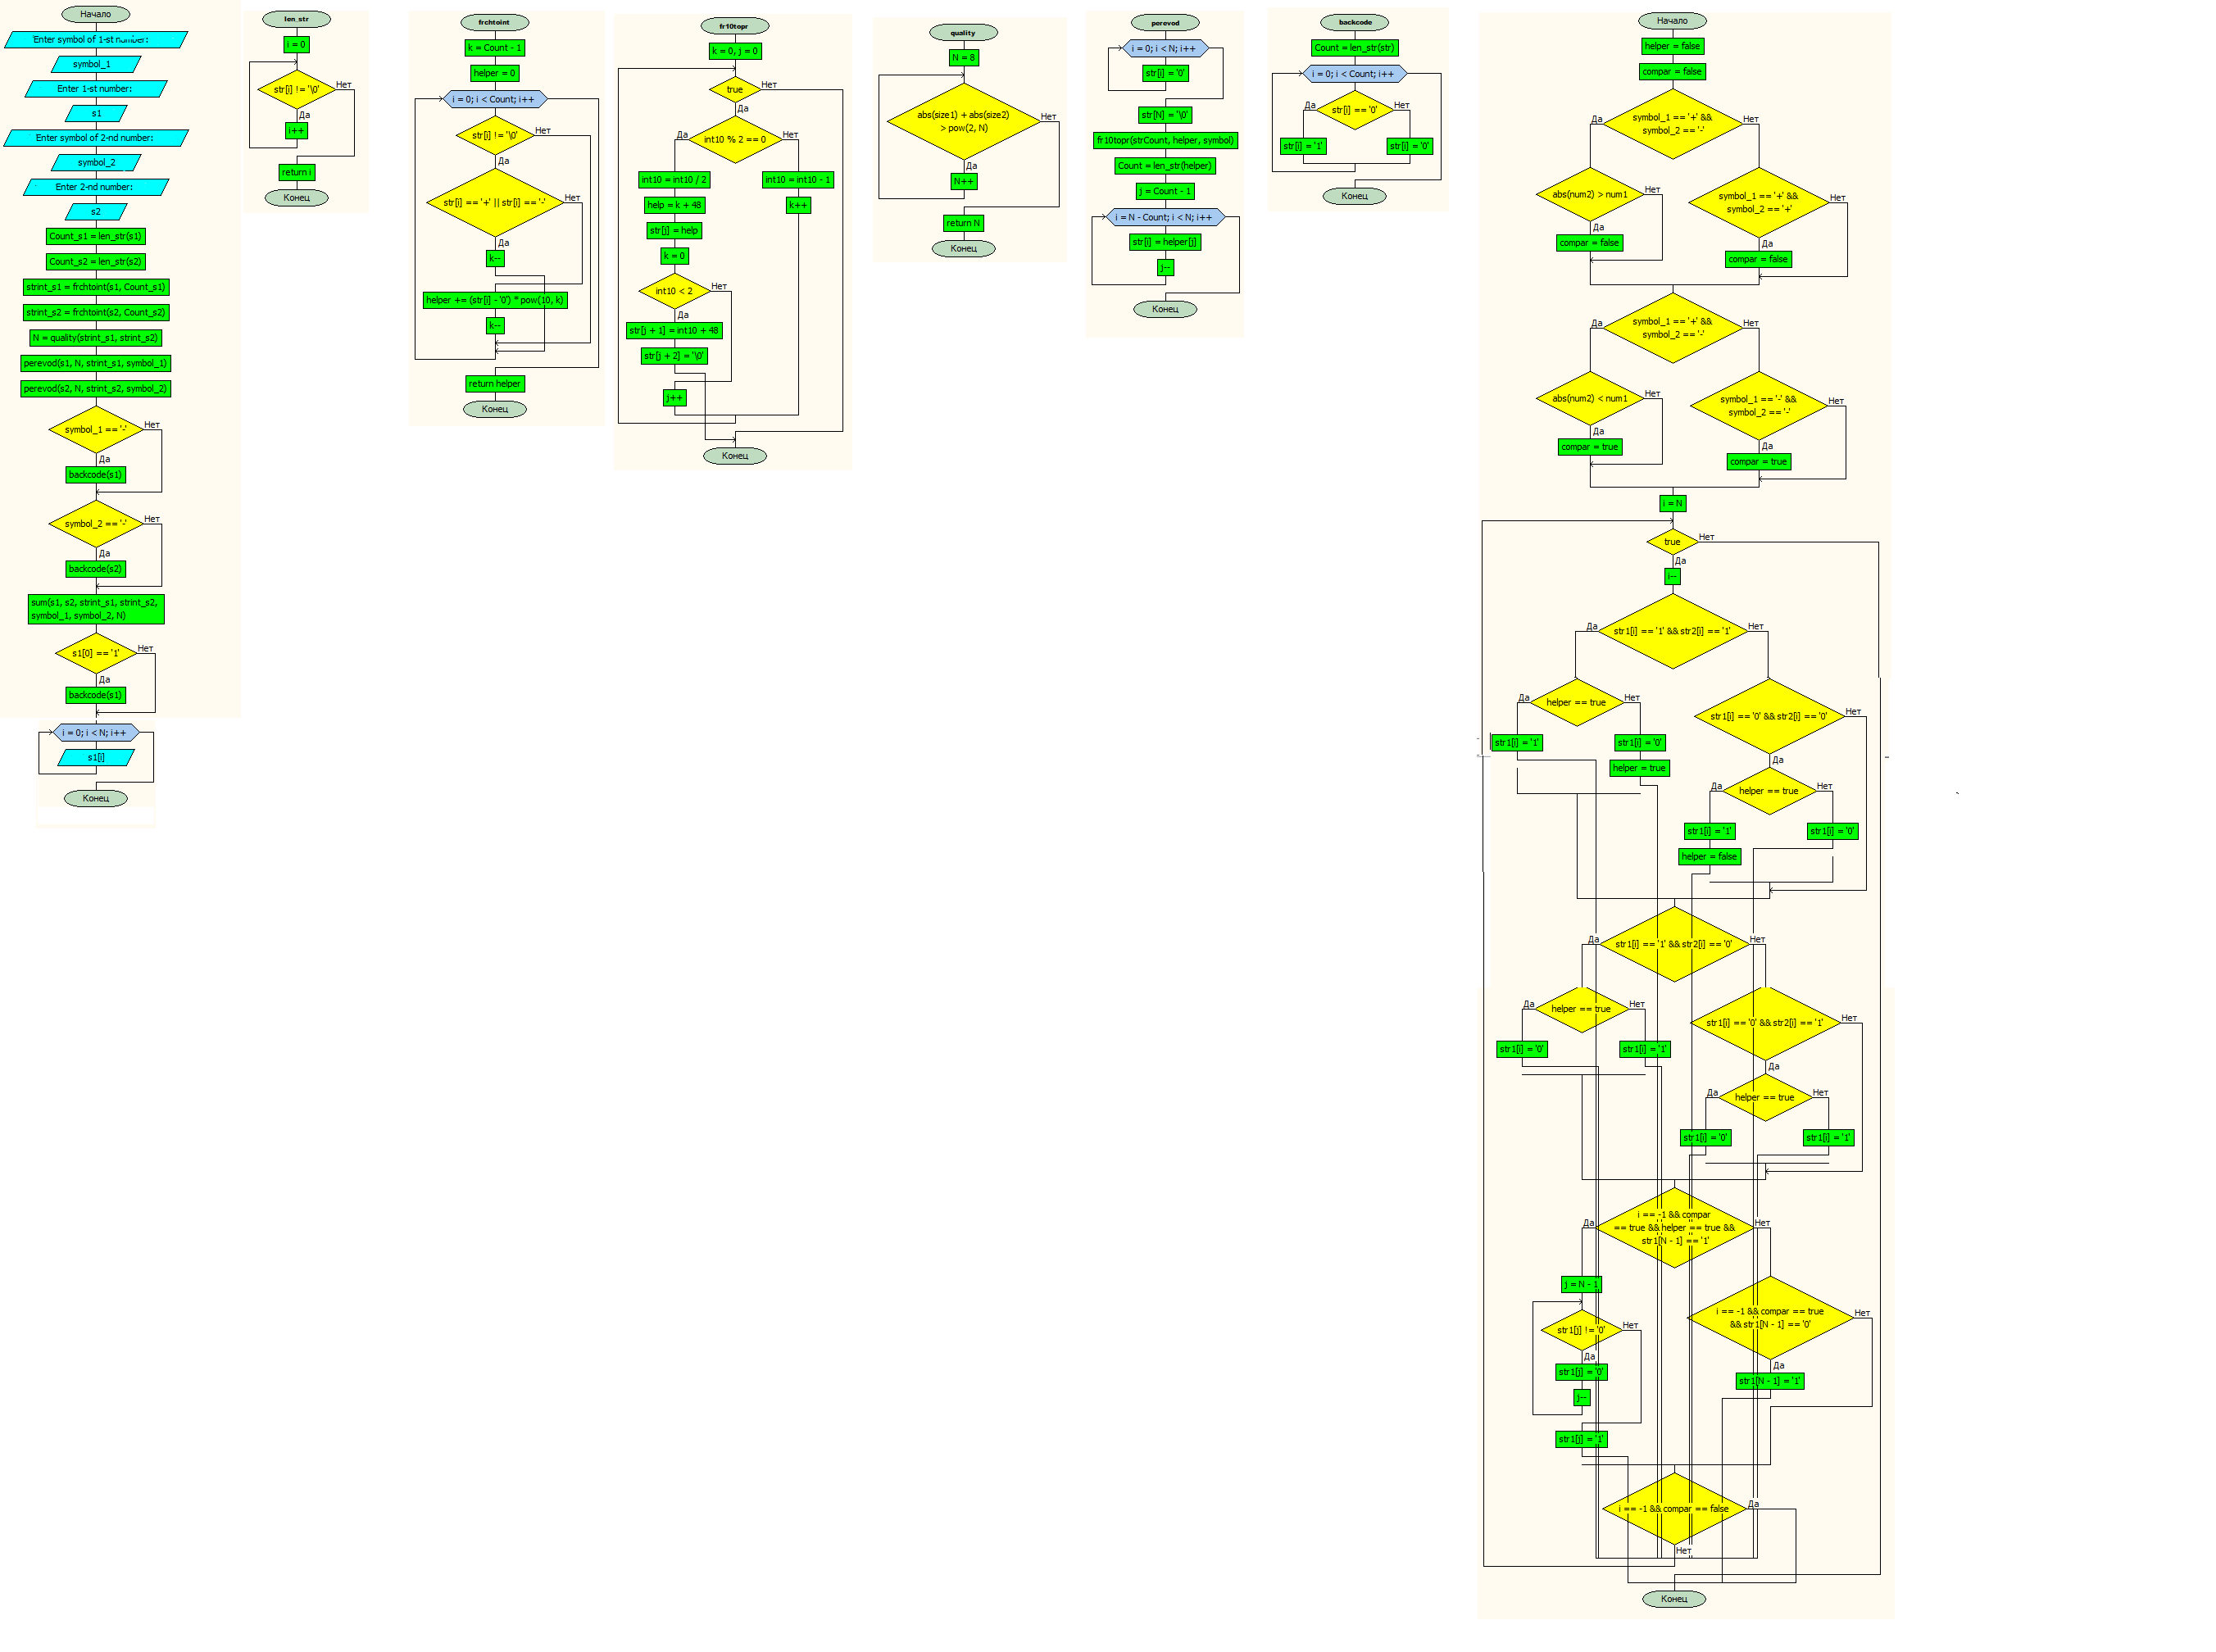 Начало
Enter symbol of 1-st number:
symbol_1
Enter 1-st number:
s1
Enter symbol of 2-nd number:
symbol_2
Enter 2-nd number:
s2
Count_s1 = len_str(s1)
Count_s2 = len_str(s2)
strint_s1 = frchtoint(s1, Count_s1)
strint_s2 = frchtoint(s2, Count_s2)
N = quality(strint_s1, strint_s2)
perevod(s1, N, strint_s1, symbol_1)
perevod(s2, N, strint_s2, symbol_2)
symbol_1 == '-'
Нет
Да
backcode(s1)
symbol_2 == '-'
Нет
Да
backcode(s2)
sum(s1, s2, strint_s1, strint_s2,
symbol_1, symbol_2, N)
s1[0] == '1'
Нет
Да
backcode(s1)
i = 0; i < N; i++
s1[i]
Конец
len_str
i = 0
str[i] != '\0'
Нет
Да
i++
return i
Конец
frchtoint
k = Count - 1
helper = 0
i = 0; i < Count; i++
str[i] != '\0'
Нет
Да
str[i] == '+' || str[i] == '-'
Нет
Да
k--
helper += (str[i] - '0') * pow(10, k)
k--
return helper
Конец
fr10topr
k = 0, j = 0
true
Нет
Да
int10 % 2 == 0
Да
Нет
int10 = int10 / 2
int10 = int10 - 1
help = k + 48
k++
str[j] = help
k = 0
int10 < 2
Нет
Да
str[j + 1] = int10 + 48
str[j + 2] = '\0'
j++
Конец
quality
N = 8
abs(size1) + abs(size2)
> pow(2, N)
Нет
Да
N++
return N
Конец
perevod
i = 0; i < N; i++
str[i] = '0'
str[N] = '\0'
fr10topr(strCount, helper, symbol)
Count = len_str(helper)
j = Count - 1
i = N - Count; i < N; i++
str[i] = helper[j]
j--
Конец
backcode
Count = len_str(str)
i = 0; i < Count; i++
str[i] == '0'
Да
Нет
str[i] = '1'
str[i] = '0'
Конец
Начало
helper = false
compar = false
symbol_1 == '+' &&
symbol_2 == '-'
Да
Нет
abs(num2) > num1
Нет
Да
compar = false
symbol_1 == '+' &&
symbol_2 == '+'
Нет
Да
compar = false
symbol_1 == '+' &&
symbol_2 == '-'
Да
Нет
abs(num2) < num1
Нет
Да
compar = true
symbol_1 == '-' &&
symbol_2 == '-'
Нет
Да
compar = true
i = N
true
Нет
Да
i--
str1[i] == '1' && str2[i] == '1'
Да
Нет
helper == true
Да
Нет
str1[i] = '1'
str1[i] = '0'
helper = true
str1[i] == '0' && str2[i] == '0'
Нет
Да
helper == true
Да
Нет
str1[i] = '1'
str1[i] = '0'
helper = false
str1[i] == '1' && str2[i] == '0'
Да
Нет
helper == true
Да
Нет
str1[i] = '0'
str1[i] = '1'
str1[i] == '0' && str2[i] == '1'
Нет
Да
helper == true
Да
Нет
str1[i] = '0'
str1[i] = '1'
i == -1 && compar
== true && helper == true &&
str1[N - 1] == '1'
Да
Нет
j = N - 1
str1[j] != '0'
Нет
Да
str1[j] = '0'
j--
str1[j] = '1'
i == -1 && compar == true
&& str1[N - 1] == '0'
Нет
Да
str1[N - 1] = '1'
i == -1 && compar == false
Да
Нет
Конец